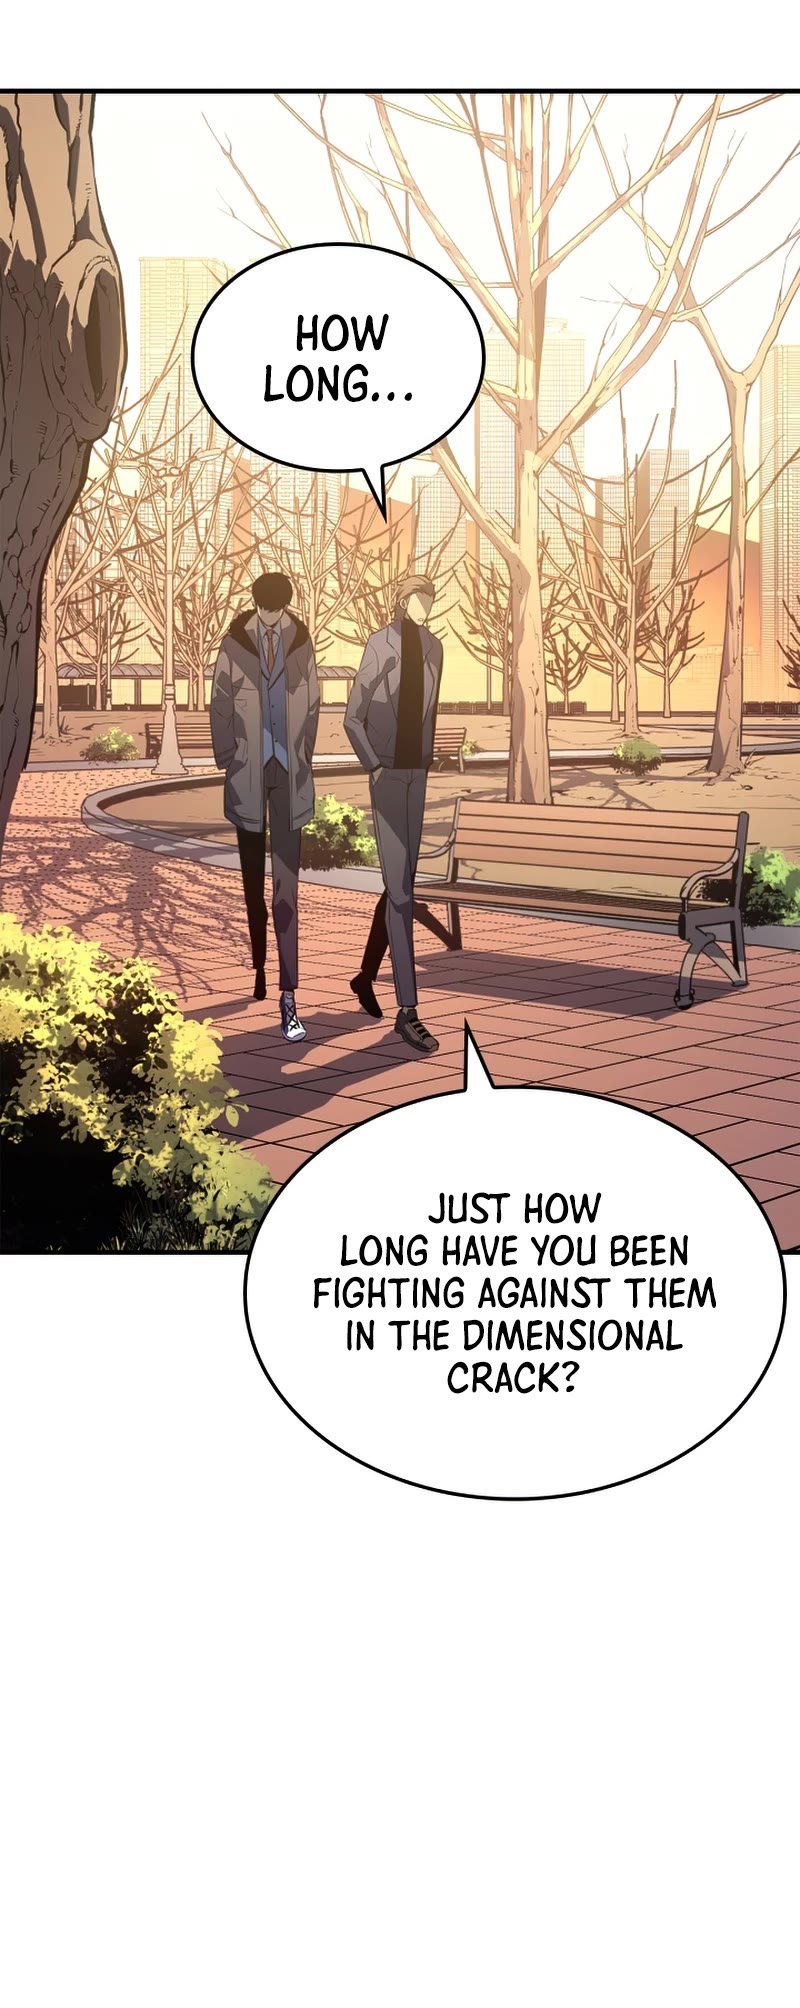 HOW
LONG...
JUST HOW
LONG HAVE YOU BEEN
FIGHTING AGAINST THEM
IN THE DIMENSIONAL
CRACK?